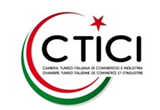 CTICI
CAMERA TUNISO ITALIANA DI COMMERCIO E INDUSTRIA
CHAMBRE TUNISO ITALIENNE DE COMMERCE ET D'INDUSTRIE